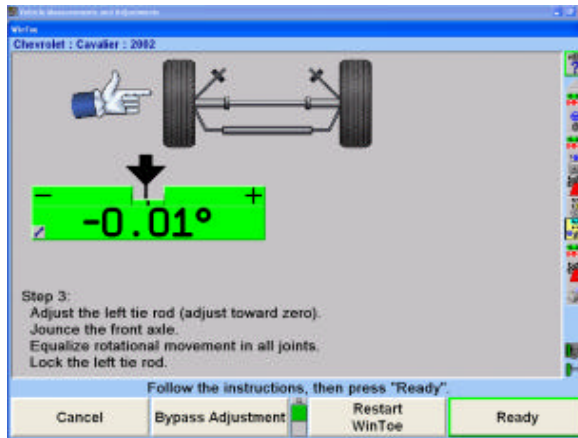 Vehicle Measurements and Adjustments
WinToe
Chevrolet : Cavalier : 2002
− +
-0.01°
Step 3:
Adjust the left tie rod (adjust toward zero).
Jounce the front axle.
Equalize rotational movement in all joints.
Lock the left tie rod.
Follow the instructions, then press "Ready".
Cancel
Bypass Adjustment
Restart
WinToe
Ready